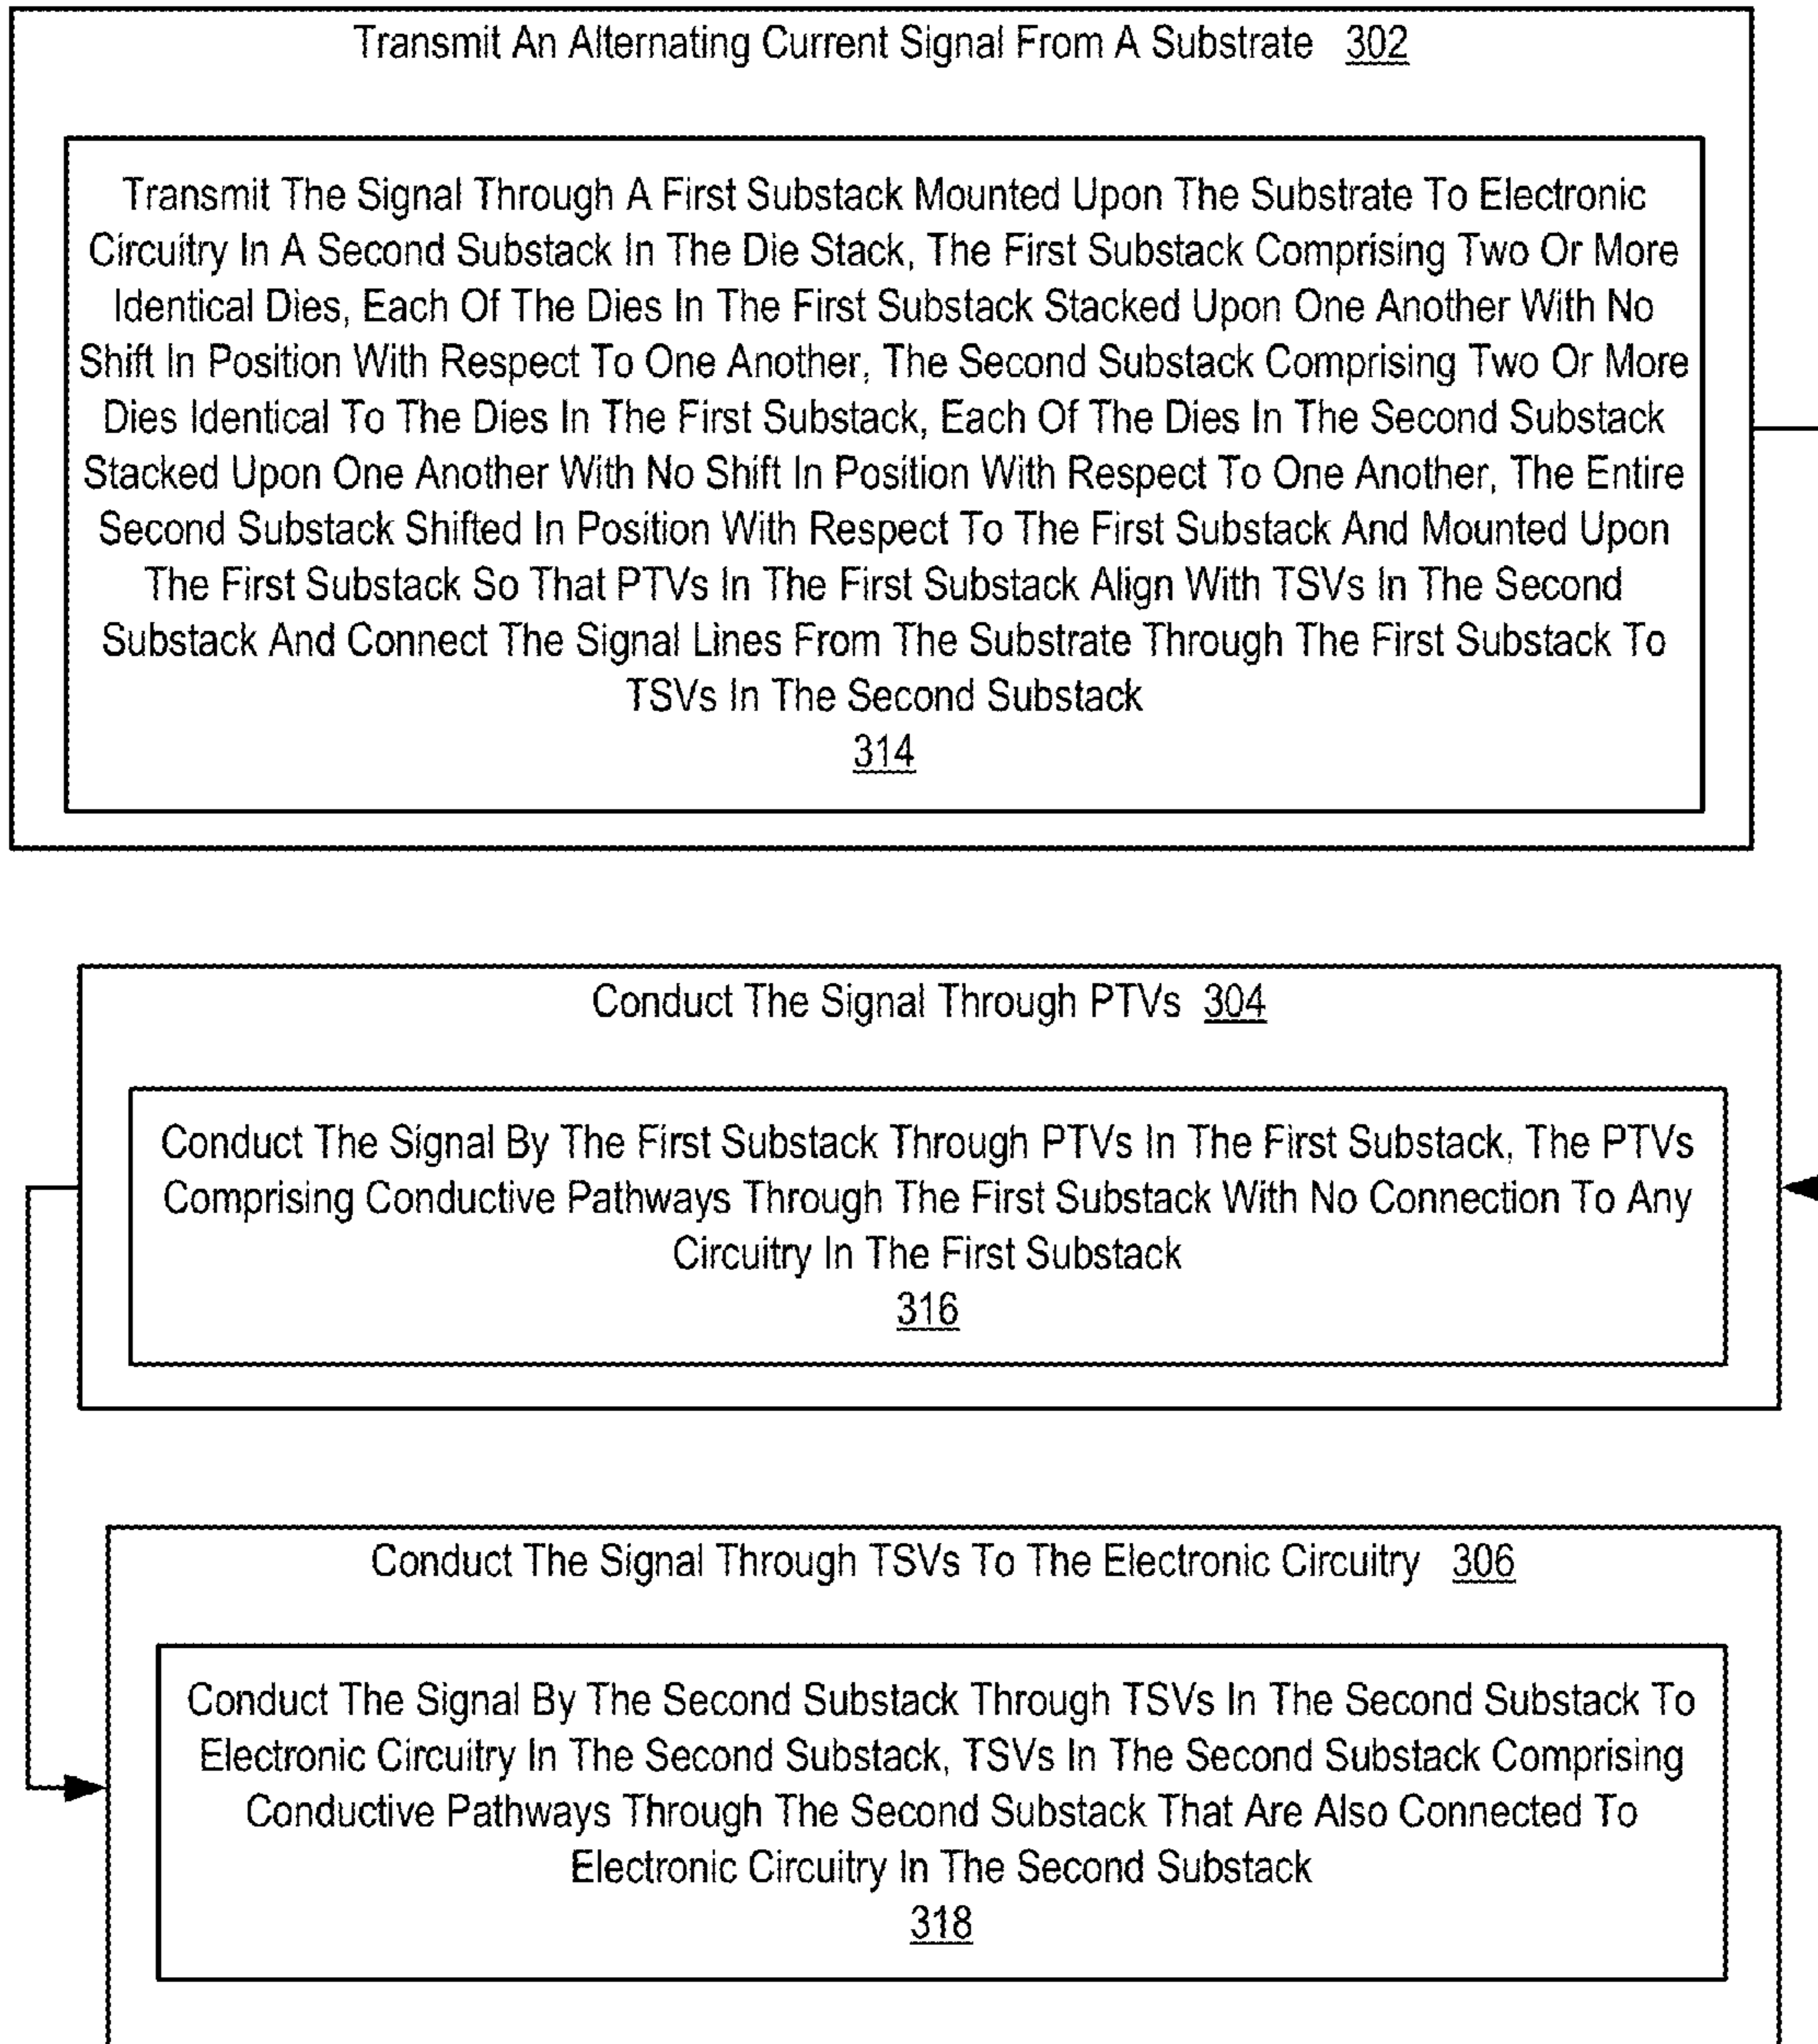 Transmit An Alternating Current Signal From A Substrate 302
Transmit The Signal Through A First Substack Mounted Upon The Substrate To Electronic
Circuitry In A Second Substack In The Die Stack, The First Substack Comprising Two Or More
Identical Dies, Each Of The Dies In The First Substack Stacked Upon One Another With No
Shift In Position With Respect To One Another, The Second Substack Comprising Two Or More
Dies Identical To The Dies In The First Substack, Each Of The Dies In The Second Substack
Stacked Upon One Another With No Shift In Position With Respect To One Another, The Entire
Second Substack Shifted In Position With Respect To The First Substack And Mounted Upon
The First Substack So That PTVs In The First Substack Align With TSVs In The Second
Substack And Connect The Signal Lines From The Substrate Through The First Substack To
TSVs In The Second Substack
314
Conduct The Signal Through PTVs 304
Conduct The Signal By The First Substack Through PTVs In The First Substack, The PTVs
Comprising Conductive Pathways Through The First Substack With No Connection To Any
Circuitry In The First Substack
316
Conduct The Signal Through TSVs To The Electronic Circuitry 306
Conduct The Signal By The Second Substack Through TSVs In The Second Substack To
Electronic Circuitry In The Second Substack, TSVs In The Second Substack Comprising
Conductive Pathways Through The Second Substack That Are Also Connected To
Electronic Circuitry In The Second Substack
318